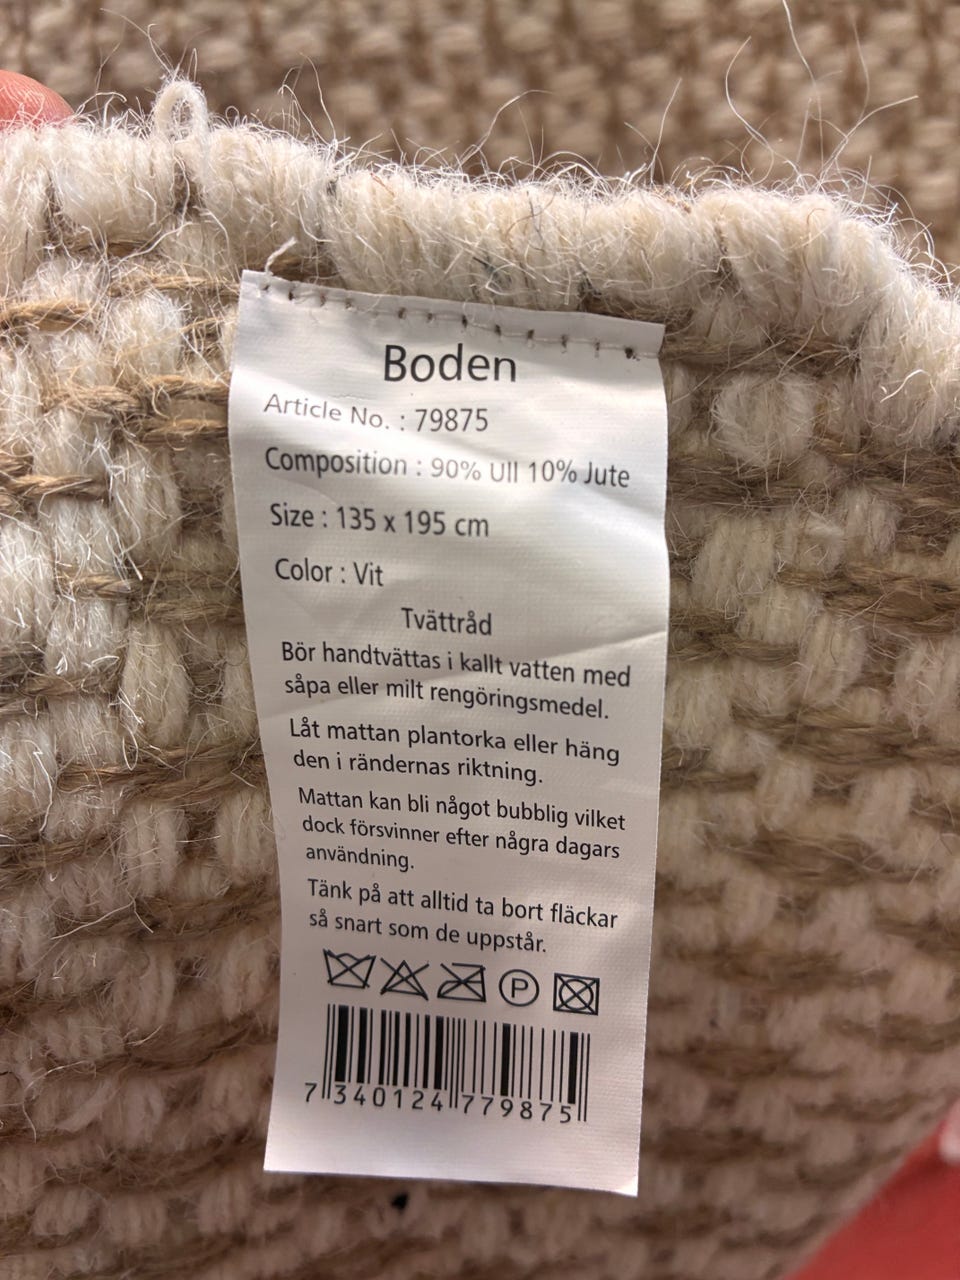 Boden
Article No. : 79875
Composition : 90% Ull 10% Jute
Size : 135 x 195 cm
Color : Vit
Tvättråd
Bör handtvättas i kallt vatten med
såpa eller milt rengöringsmedel.
Låt mattan plantorka eller häng
den i rändernas riktning.
Mattan kan bli något bubblig vilket
dock försvinner efter några dagars
användning.
Tänk på att alltid ta bort fläckar
så snart som de uppstår.
P
7 340124 779875